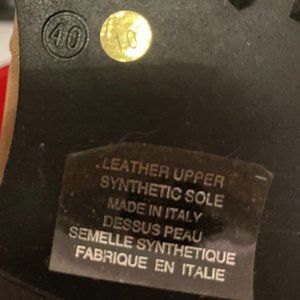 40 10
LEATHER UPPER
SYNTHETIC SOLE
MADE IN ITALY
DESSUS PEAU
SEMELLE SYNTHETIQUE
FABRIQUE EN ITALIE